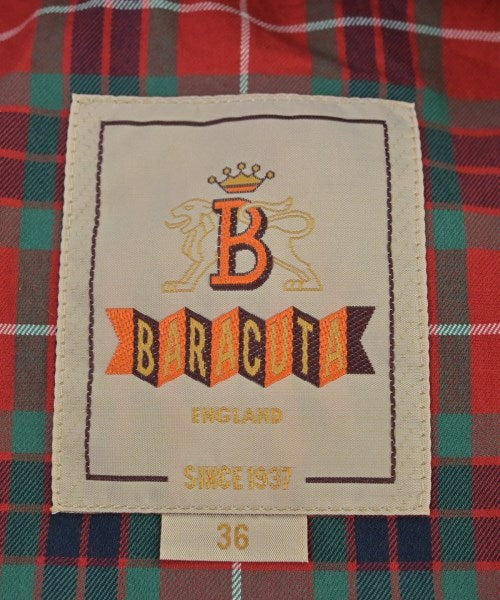 B
BARACUTA
ENGLAND
SINCE 1937
36